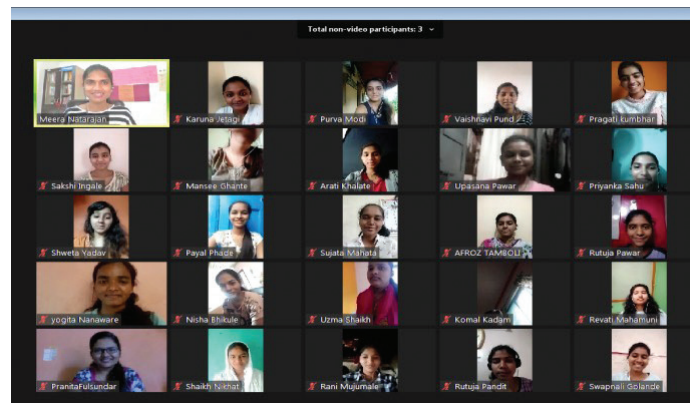 Total non-video participants: 3
Meera Natarajan
Karuna Jetagi
Purva Modi
Vaishnavi Pund
Pragati kumbhar
Sakshi Ingale
Mansee Ghante
Arati Khalate
Upasana Pawar
Priyanka Sahu
Shweta Yadav
Payal Phade
Sujata Mahata
AFROZ TAMBOLI
Rutuja Pawar
yogita Nanaware
Nisha Bhikule
Uzma Shaikh
Komal Kadam
Revati Mahamuni
PranitaFulsundar
Shaikh Nikhat
Rani Mujumale
Rutuja Pandit
Swapnali Golande